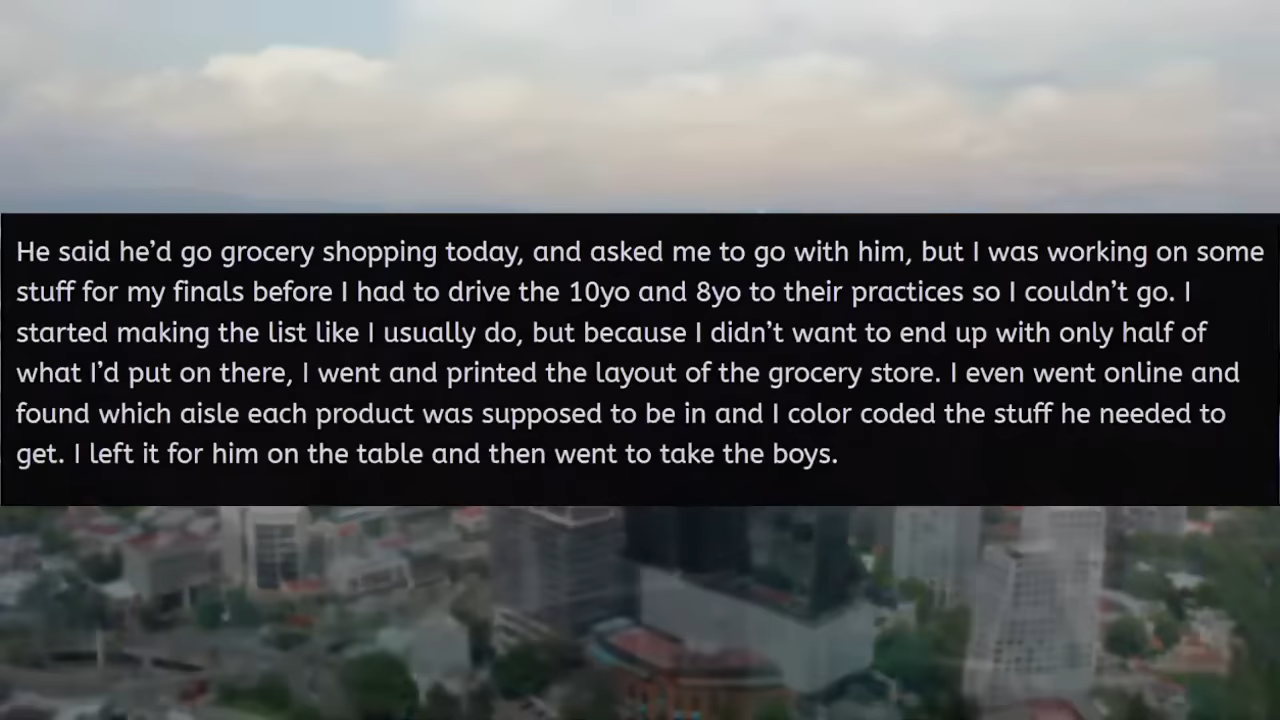 He said he’d go grocery shopping today, and asked me to go with him, but I was working on some
stuff for my finals before I had to drive the 10yo and 8yo to their practices so I couldn’t go. I
started making the list like I usually do, but because I didn’t want to end up with only half of
what I’d put on there, I went and printed the layout of the grocery store. I even went online and
found which aisle each product was supposed to be in and I color coded the stuff he needed to
get. I left it for him on the table and then went to take the boys.